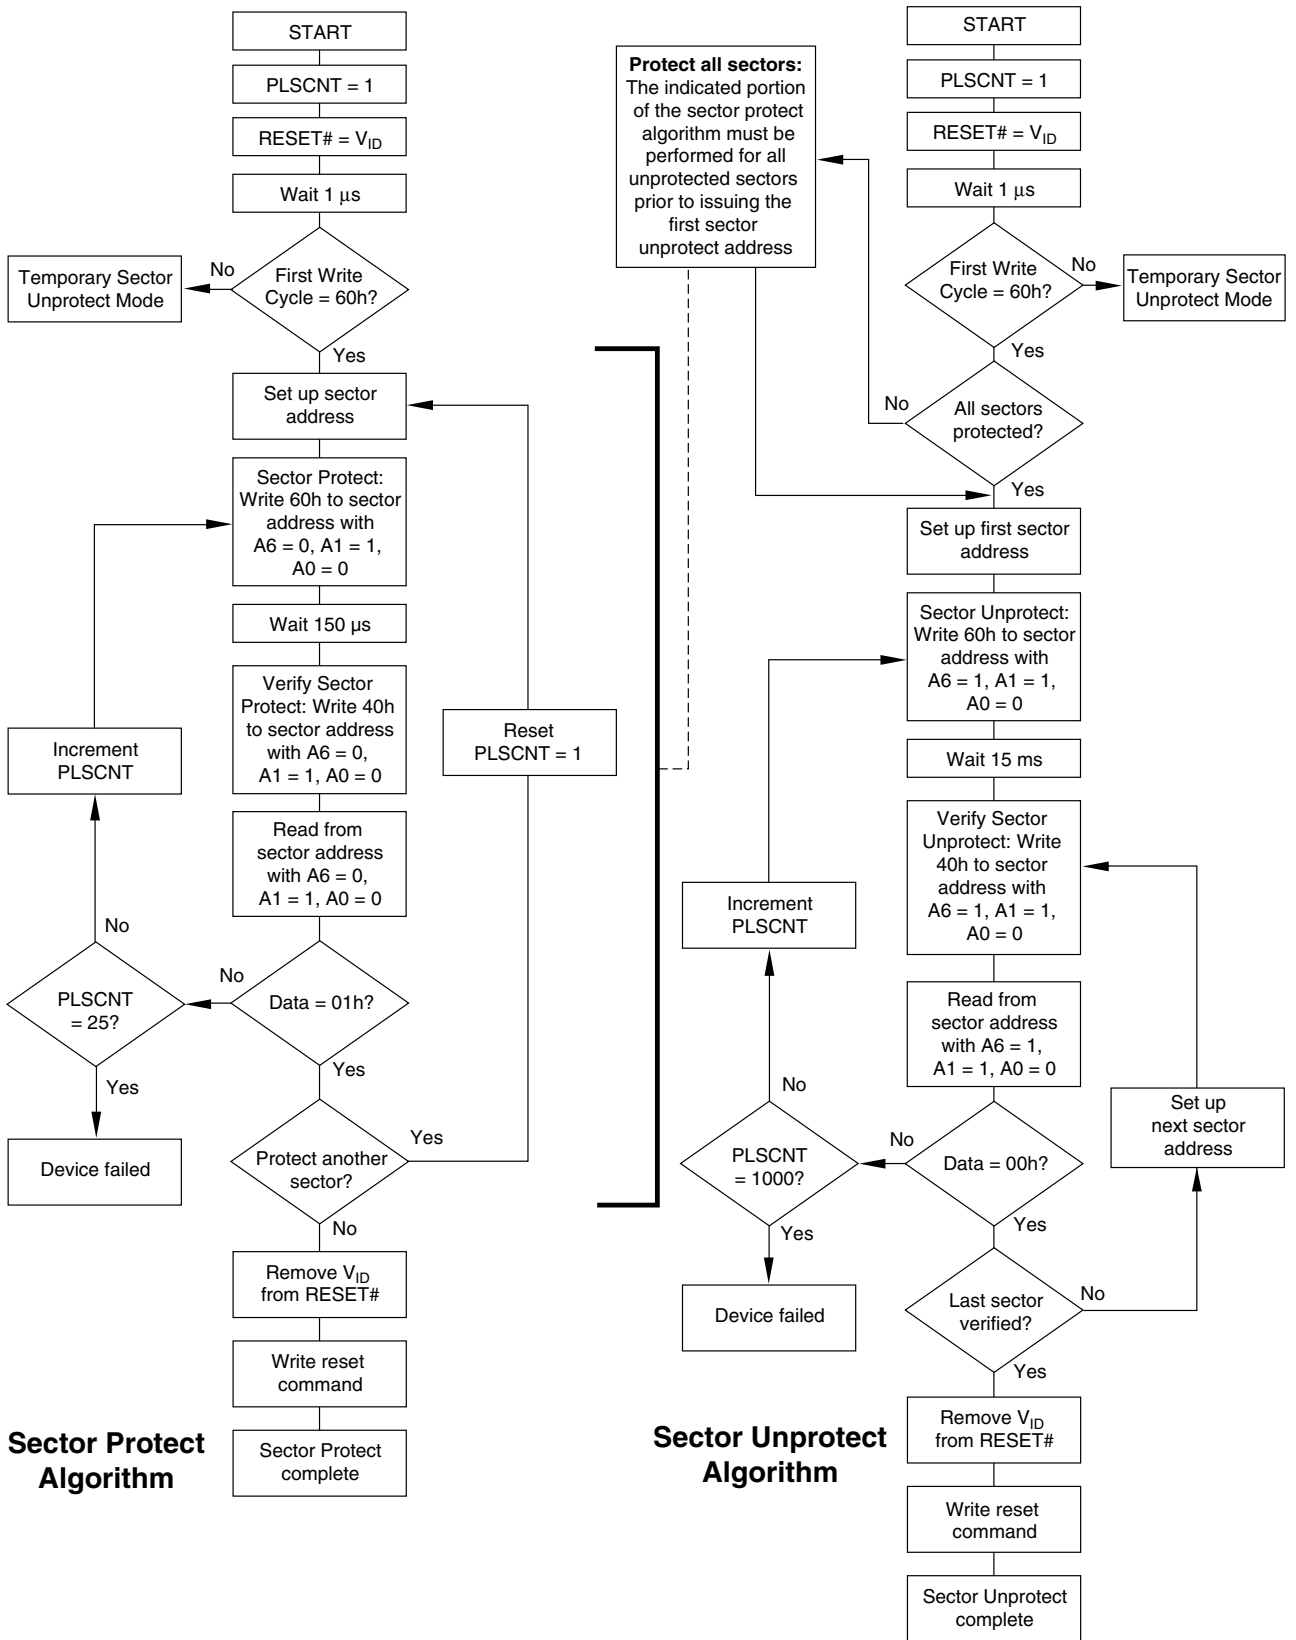 START
PLSCNT = 1
RESET# = VID
Wait 1 μs
First Write
Cycle = 60h?
No
Temporary Sector
Unprotect Mode
Yes
Set up sector
address
Sector Protect:
Write 60h to sector
address with
A6 = 0, A1 = 1,
A0 = 0
Wait 150 μs
Verify Sector
Protect: Write 40h
to sector address
with A6 = 0,
A1 = 1, A0 = 0
Read from
sector address
with A6 = 0,
A1 = 1, A0 = 0
Data = 01h?
No
PLSCNT
= 25?
No
Increment
PLSCNT
Yes
Device failed
Yes
Protect another
sector?
Yes
Reset
PLSCNT = 1
No
Remove VID
from RESET#
Write reset
command
Sector Protect
complete
Sector Protect
Algorithm
Protect all sectors:
The indicated portion
of the sector protect
algorithm must be
performed for all
unprotected sectors
prior to issuing the
first sector
unprotect address
START
PLSCNT = 1
RESET# = VID
Wait 1 μs
First Write
Cycle = 60h?
No
Temporary Sector
Unprotect Mode
Yes
All sectors
protected?
No
Yes
Set up first sector
address
Sector Unprotect:
Write 60h to sector
address with
A6 = 1, A1 = 1,
A0 = 0
Wait 15 ms
Verify Sector
Unprotect: Write
40h to sector
address with
A6 = 1, A1 = 1,
A0 = 0
Read from
sector address
with A6 = 1,
A1 = 1, A0 = 0
Data = 00h?
No
PLSCNT
= 1000?
No
Increment
PLSCNT
Yes
Device failed
Yes
Last sector
verified?
No
Set up
next sector
address
Yes
Remove VID
from RESET#
Write reset
command
Sector Unprotect
complete
Sector Unprotect
Algorithm